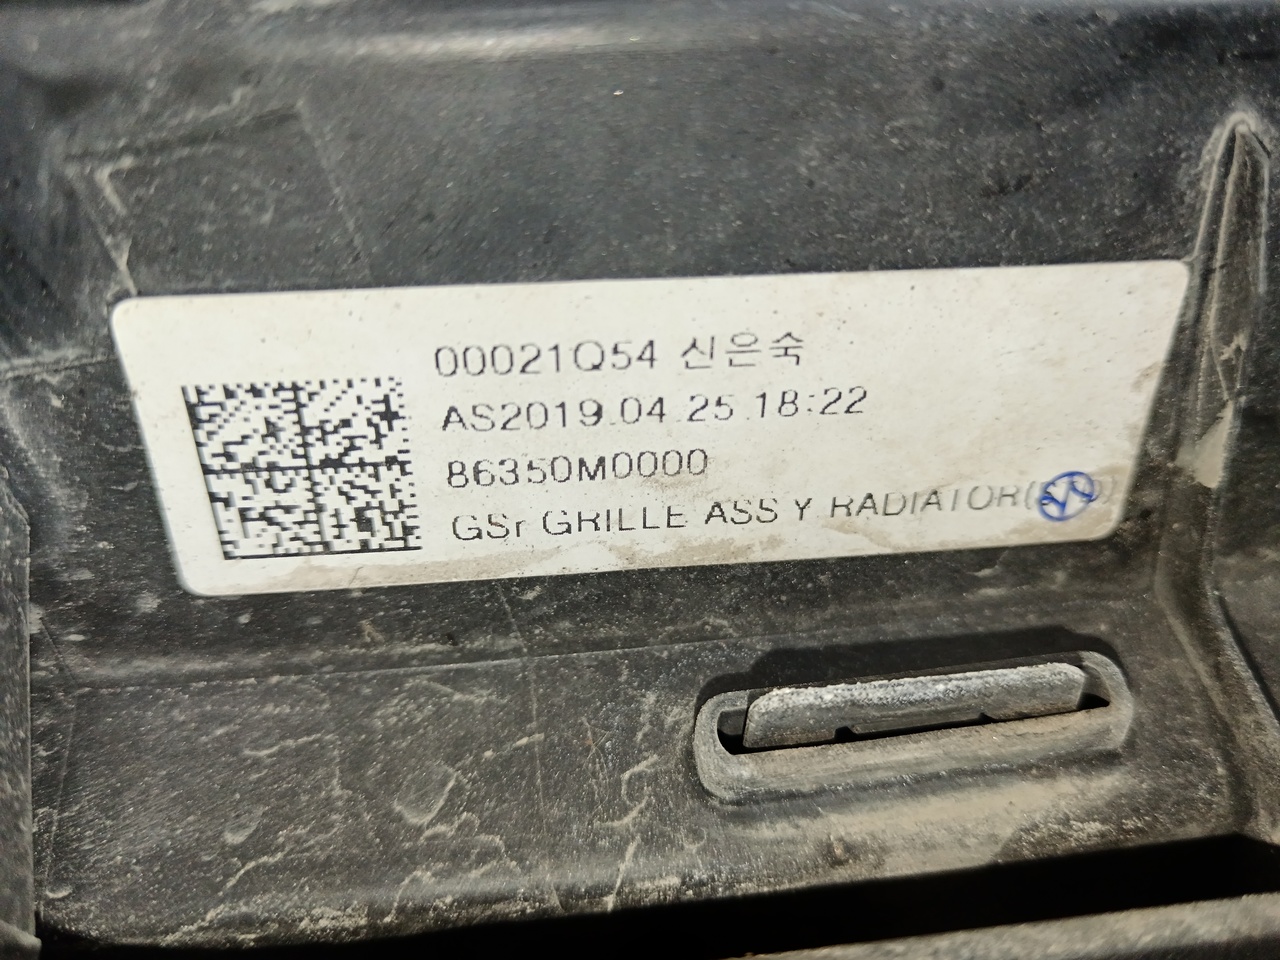 00021Q54 신은숙
AS2019.04.25.18:22
86350M0000
GSr GRILLE ASS Y RADIATOR(